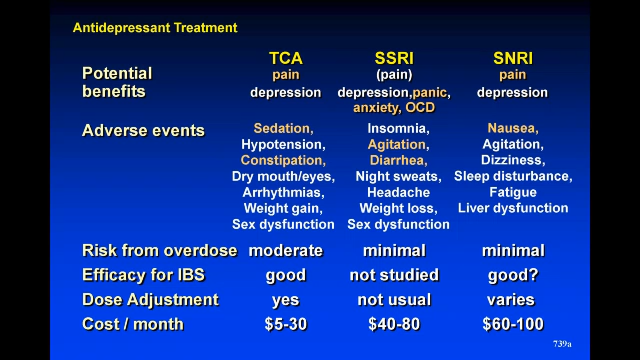 Antidepressant Treatment
TCA SSRI SNRI
Potential benefits
pain (pain) pain
depression depression,panic, depression
anxiety, OCD
Adverse events
Sedation, Insomnia, Nausea,
Hypotension, Agitation, Agitation,
Constipation, Diarrhea, Dizziness,
Dry mouth/eyes, Night sweats, Sleep disturbance,
Arrhythmias, Headache Fatigue
Weight gain, Weight loss, Liver dysfunction
Sex dysfunction Sex dysfunction
Risk from overdose moderate minimal minimal
Efficacy for IBS good not studied good?
Dose Adjustment yes not usual varies
Cost / month $5-30 $40-80 $60-100
739a